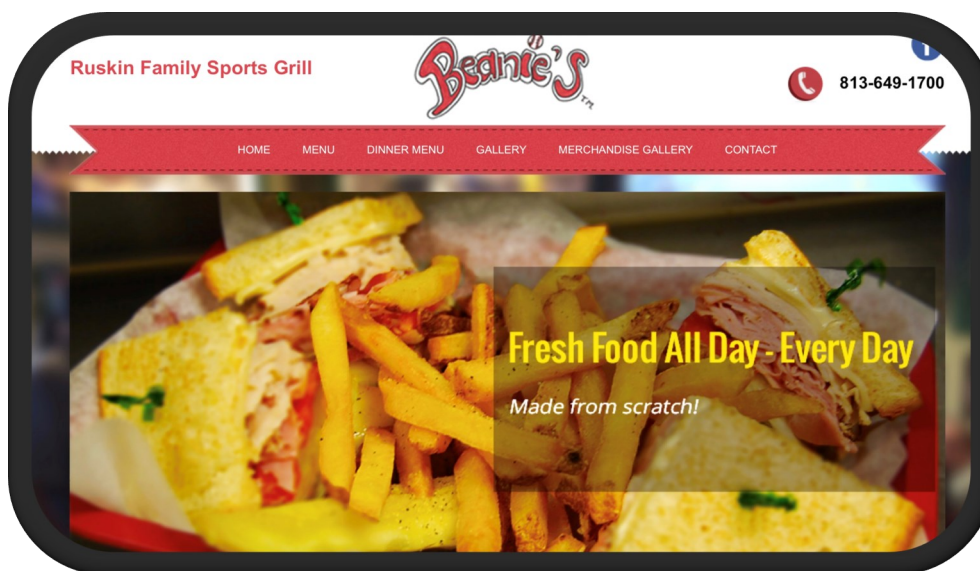 Ruskin Family Sports Grill
Beanie's
TM
813-649-1700
HOME MENU DINNER MENU GALLERY MERCHANDISE GALLERY CONTACT
Fresh Food All Day - Every Day
Made from scratch!